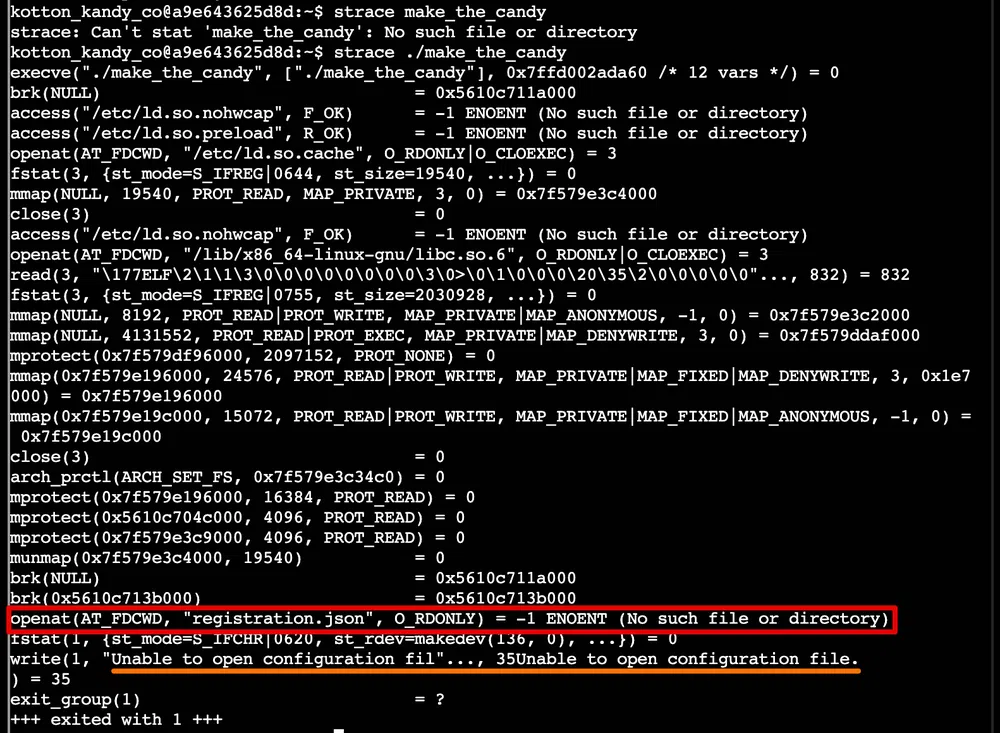 kotton_kandy_co@a9e643625d8d:~$ strace make_the_candy
strace: Can't stat 'make_the_candy': No such file or directory
kotton_kandy_co@a9e643625d8d:~$ strace ./make_the_candy
execve("./make_the_candy", ["./make_the_candy"], 0x7ffd002ada60 /* 12 vars */) = 0
brk(NULL) = 0x5610c711a000
access("/etc/ld.so.nohwcap", F_OK) = -1 ENOENT (No such file or directory)
access("/etc/ld.so.preload", R_OK) = -1 ENOENT (No such file or directory)
openat(AT_FDCWD, "/etc/ld.so.cache", O_RDONLY|O_CLOEXEC) = 3
fstat(3, {st_mode=S_IFREG|0644, st_size=19540, ...}) = 0
mmap(NULL, 19540, PROT_READ, MAP_PRIVATE, 3, 0) = 0x7f579e3c4000
close(3) = 0
access("/etc/ld.so.nohwcap", F_OK) = -1 ENOENT (No such file or directory)
openat(AT_FDCWD, "/lib/x86_64-linux-gnu/libc.so.6", O_RDONLY|O_CLOEXEC) = 3
read(3, "\177ELF\2\1\1\3\0\0\0\0\0\0\0\0\3\0>\0\1\0\0\0\20\35\2\0\0\0\0\0"..., 832) = 832
fstat(3, {st_mode=S_IFREG|0755, st_size=2030928, ...}) = 0
mmap(NULL, 8192, PROT_READ|PROT_WRITE, MAP_PRIVATE|MAP_ANONYMOUS, -1, 0) = 0x7f579e3c2000
mmap(NULL, 4131552, PROT_READ|PROT_EXEC, MAP_PRIVATE|MAP_DENYWRITE, 3, 0) = 0x7f579ddaf000
mprotect(0x7f579df96000, 2097152, PROT_NONE) = 0
mmap(0x7f579e196000, 24576, PROT_READ|PROT_WRITE, MAP_PRIVATE|MAP_FIXED|MAP_DENYWRITE, 3, 0x1e7
000) = 0x7f579e196000
mmap(0x7f579e19c000, 15072, PROT_READ|PROT_WRITE, MAP_PRIVATE|MAP_FIXED|MAP_ANONYMOUS, -1, 0) =
0x7f579e19c000
close(3) = 0
arch_prctl(ARCH_SET_FS, 0x7f579e3c34c0) = 0
mprotect(0x7f579e196000, 16384, PROT_READ) = 0
mprotect(0x5610c704c000, 4096, PROT_READ) = 0
mprotect(0x7f579e3c9000, 4096, PROT_READ) = 0
munmap(0x7f579e3c4000, 19540) = 0
brk(NULL) = 0x5610c711a000
brk(0x5610c713b000) = 0x5610c713b000
openat(AT_FDCWD, "registration.json", O_RDONLY) = -1 ENOENT (No such file or directory)
fstat(1, {st_mode=S_IFCHR|0620, st_rdev=makedev(136, 0), ...}) = 0
write(1, "Unable to open configuration fil"..., 35Unable to open configuration file.
) = 35
exit_group(1) = ?
+++ exited with 1 +++